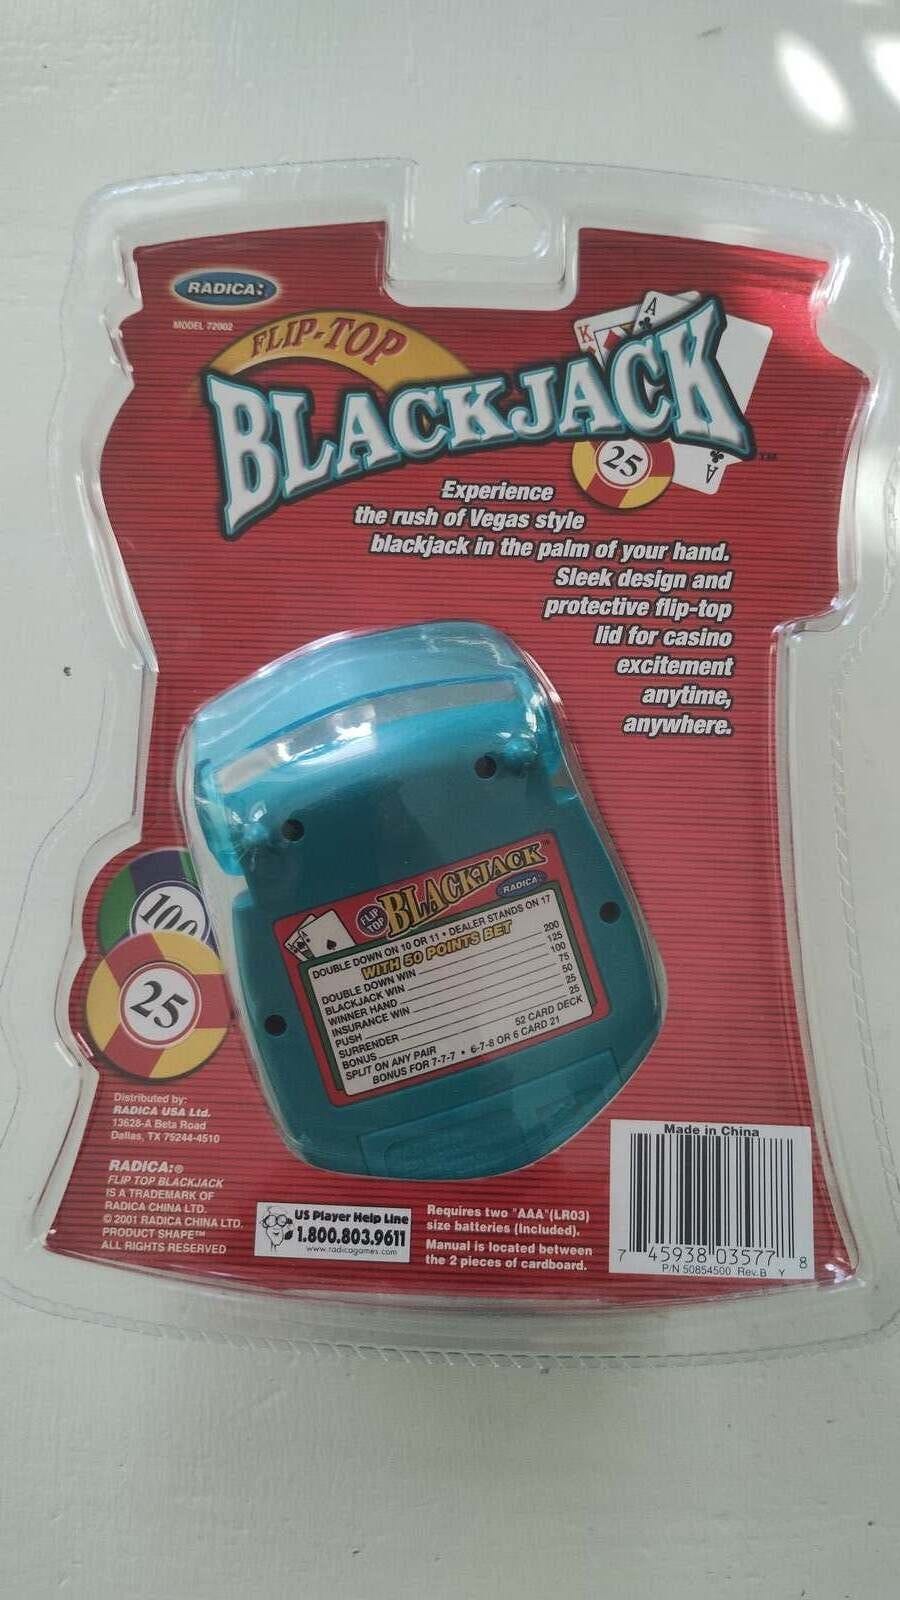 RADICA:
MODEL 72002
FLIP-TOP
BLACKJACK™
K
A
A
25
Experience
the rush of Vegas style
blackjack in the palm of your hand.
Sleek design and
protective flip-top
lid for casino
excitement
anytime,
anywhere.
100
25
FLIP TOP
BLACKJACK™
RADICA:
DOUBLE DOWN ON 10 OR 11 • DEALER STANDS ON 17
WITH 50 POINTS BET
DOUBLE DOWN WIN 200
BLACKJACK WIN 125
WINNER HAND 100
INSURANCE WIN 75
PUSH 50
SURRENDER 25
BONUS 25
SPLIT ON ANY PAIR 52 CARD DECK
BONUS FOR 7-7-7 • 6-7-8 OR 6 CARD 21
Distributed by:
RADICA USA Ltd.
13628-A Beta Road
Dallas, TX 75244-4510
RADICA:®
FLIP TOP BLACKJACK
IS A TRADEMARK OF
RADICA CHINA LTD.
© 2001 RADICA CHINA LTD.
PRODUCT SHAPE™
ALL RIGHTS RESERVED
US Player Help Line
1.800.803.9611
www.radicagames.com
Requires two "AAA"(LR03)
size batteries (Included).
Manual is located between
the 2 pieces of cardboard.
Made in China
7 45938 03577 8
P/N 50854500 Rev.B Y